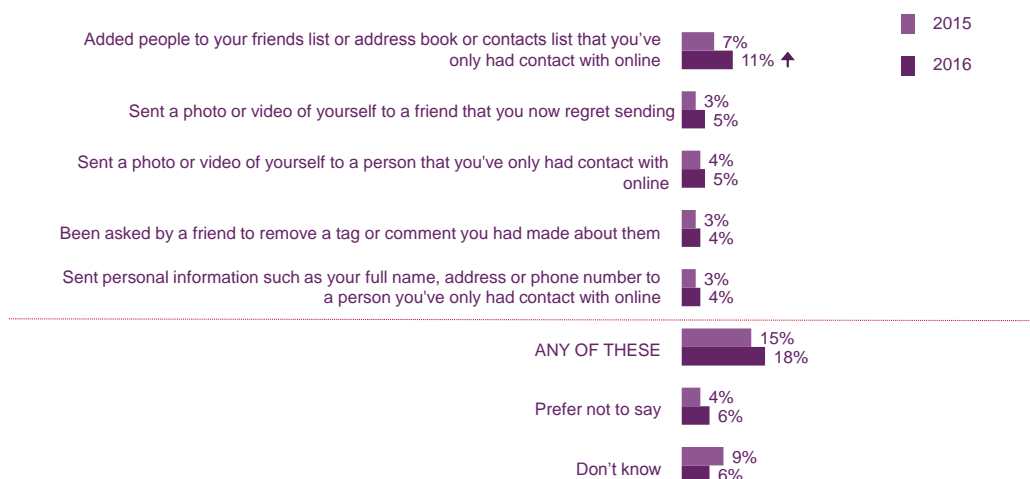 2015
Added people to your friends list or address book or contacts list that you’ve
only had contact with online
7%
11%
2016
Sent a photo or video of yourself to a friend that you now regret sending
3%
5%
Sent a photo or video of yourself to a person that you've only had contact with
online
4%
5%
Been asked by a friend to remove a tag or comment you had made about them
3%
4%
Sent personal information such as your full name, address or phone number to
a person you've only had contact with online
3%
4%
ANY OF THESE
15%
18%
Prefer not to say
4%
6%
Don’t know
9%
6%